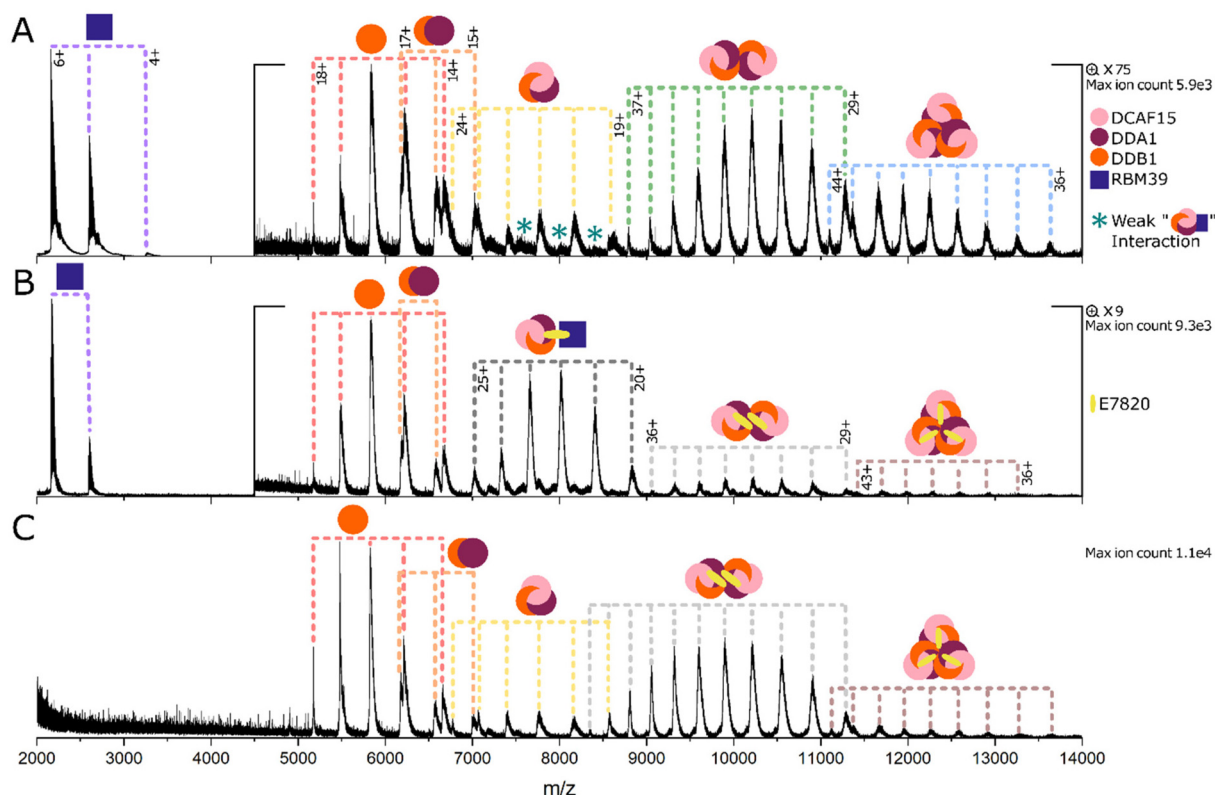 A
6+
4+
18+
17+
14+
15+
24+
19+
37+
29+
44+
36+
X75
Max ion count 5.9e3
DCAF15
DDA1
DDB1
RBM39
* Weak " "
Interaction
* * *
B
25+
20+
36+
29+
43+
36+
X9
Max ion count 9.3e3
E7820
C
Max ion count 1.1e4
2000 3000 4000 5000 6000 7000 8000 9000 10000 11000 12000 13000 14000
m/z